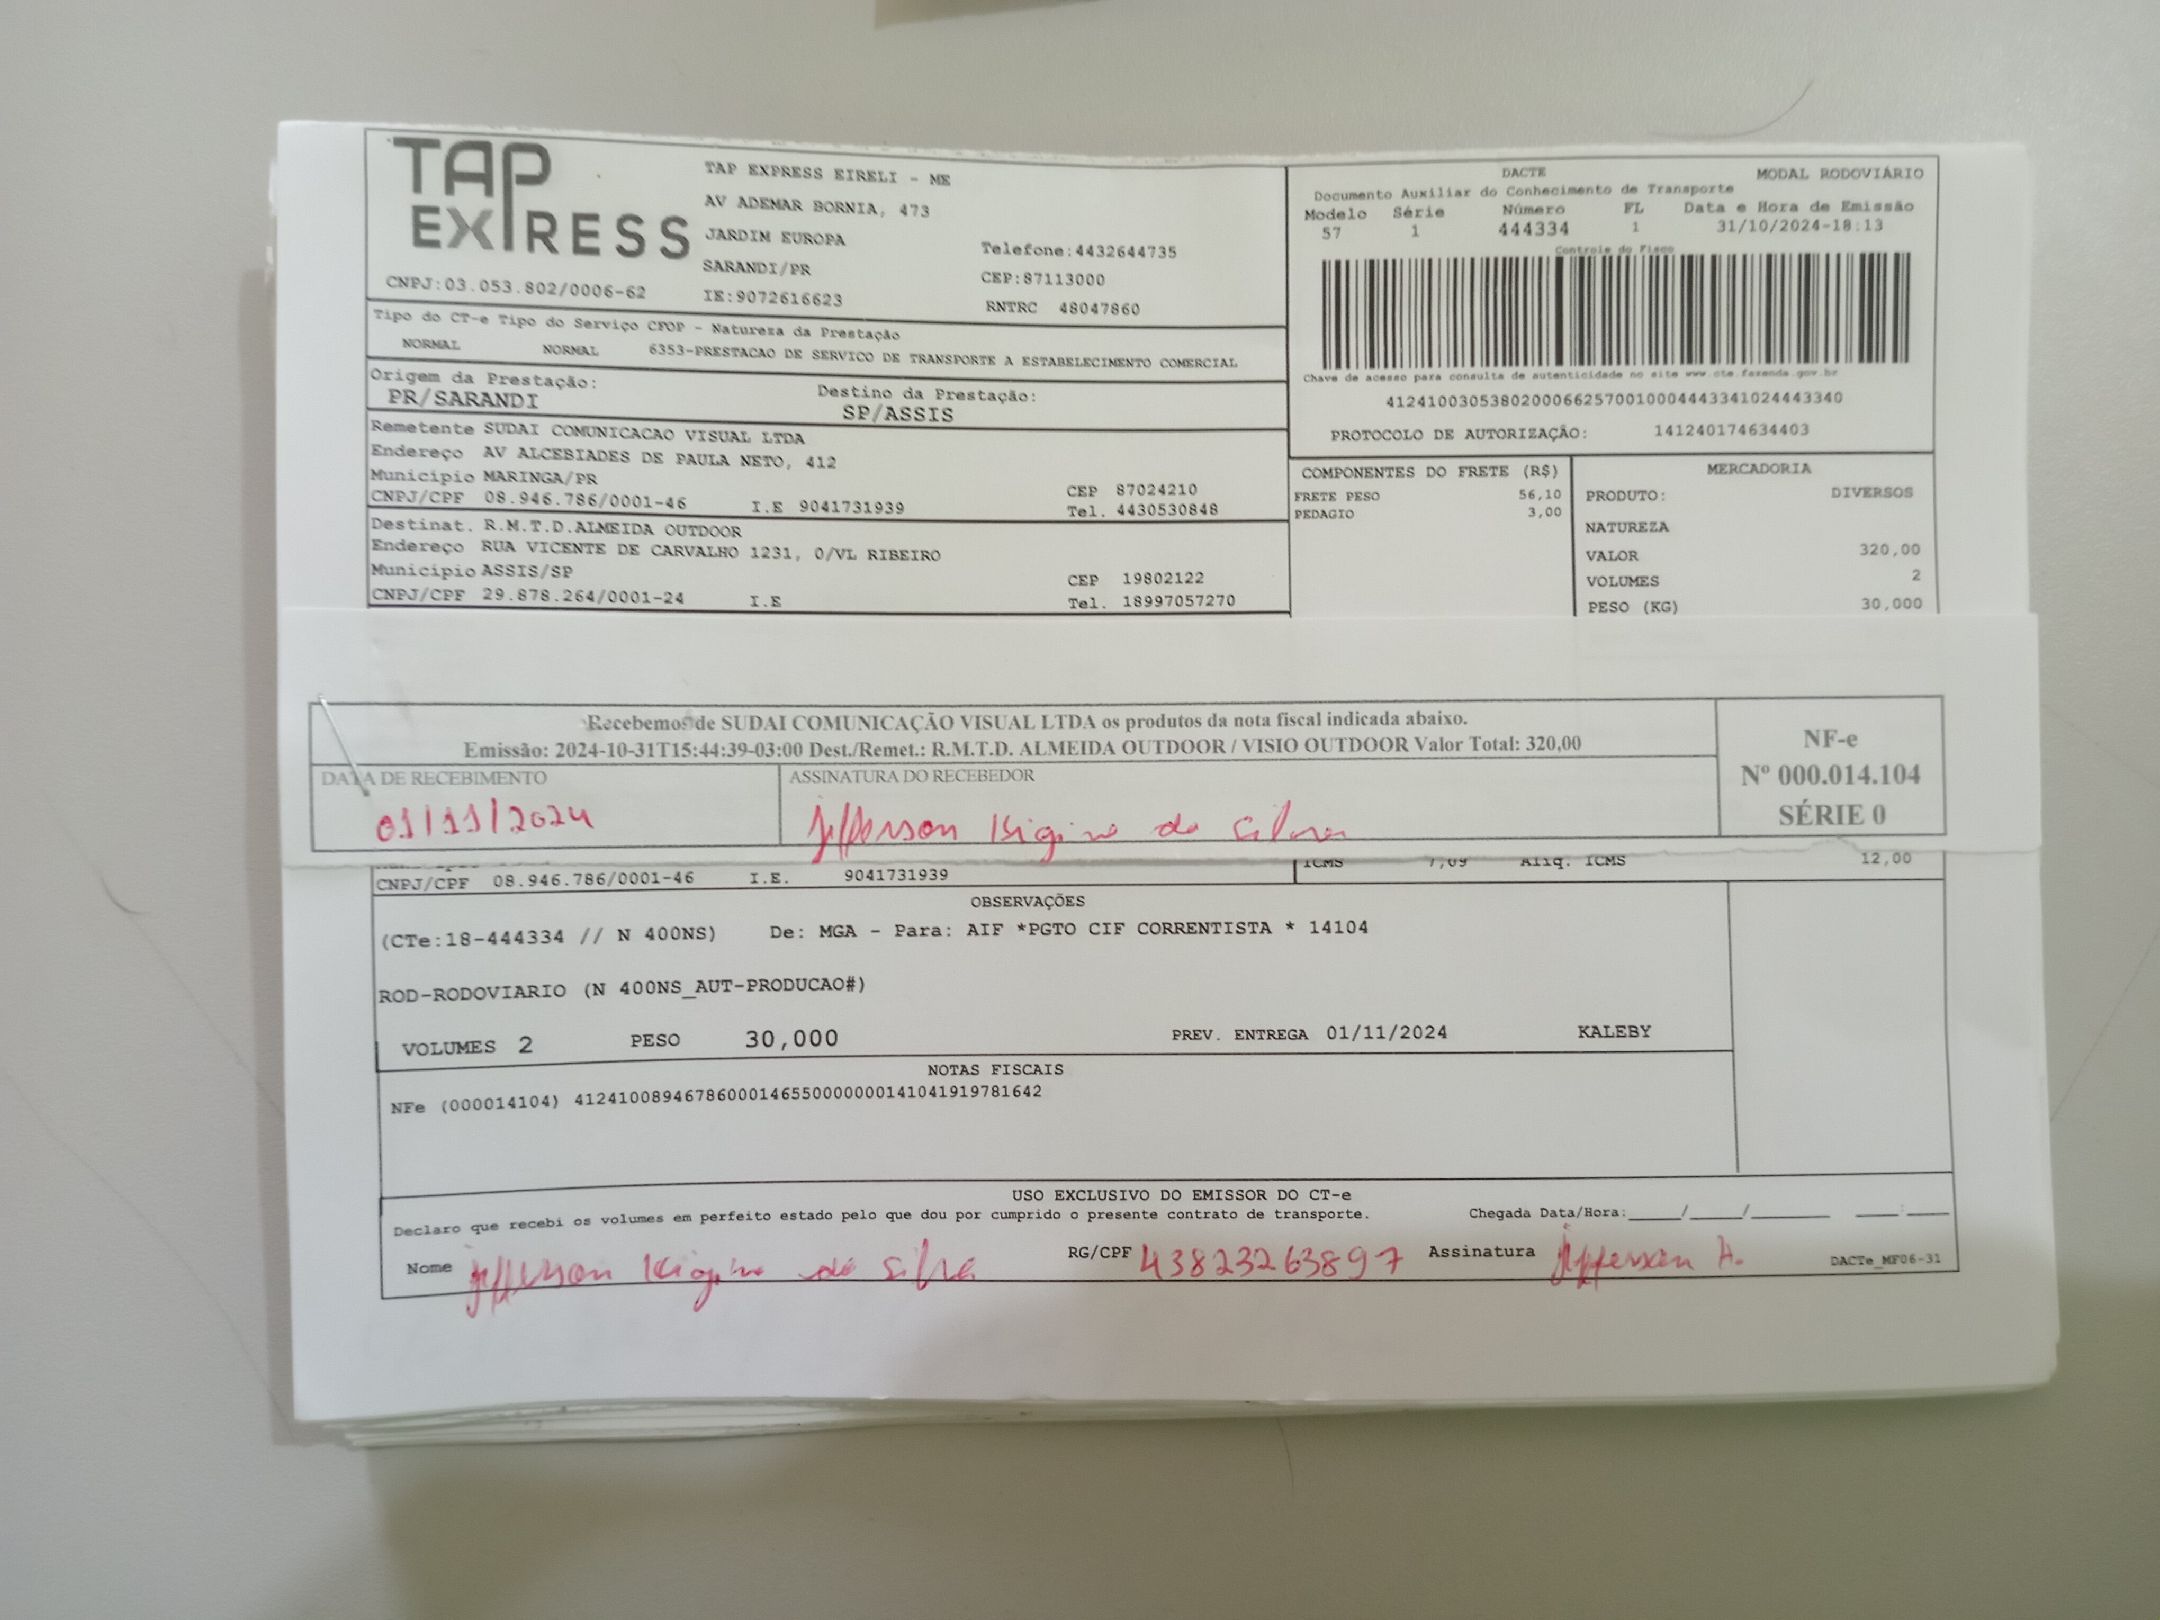 TAP EXPRESS
TAP EXPRESS EIRELI - ME
AV ADEMAR BORNIA, 473
JARDIM EUROPA
SARANDI/PR
IE:9072616623
Telefone:4432644735
CEP:87113000
RNTRC 48047860
CNPJ:03.053.802/0006-62
DACTE MODAL RODOVIÁRIO
Documento Auxiliar do Conhecimento de Transporte
Modelo Série Número FL Data e Hora de Emissão
57 1 444334 1 31/10/2024-18:13
Controle do Fisco
Chave de acesso para consulta de autenticidade no site www.cte.fazenda.gov.br
41241003053802000662570010004443341024443340
PROTOCOLO DE AUTORIZAÇÃO: 141240174634403
Tipo do CT-e Tipo do Serviço CFOP - Natureza da Prestação
NORMAL NORMAL 6353-PRESTACAO DE SERVICO DE TRANSPORTE A ESTABELECIMENTO COMERCIAL
Origem da Prestação: Destino da Prestação:
PR/SARANDI SP/ASSIS
Remetente SUDAI COMUNICACAO VISUAL LTDA
Endereço AV ALCEBIADES DE PAULA NETO, 412
Município MARINGA/PR CEP 87024210
CNPJ/CPF 08.946.786/0001-46 I.E 9041731939 Tel. 4430530848
Destinat. R.M.T.D.ALMEIDA OUTDOOR
Endereço RUA VICENTE DE CARVALHO 1231, 0/VL RIBEIRO
Município ASSIS/SP CEP 19802122
CNPJ/CPF 29.878.264/0001-24 I.E Tel. 18997057270
COMPONENTES DO FRETE (R$)
FRETE PESO 56,10
PEDAGIO 3,00
MERCADORIA
PRODUTO: DIVERSOS
NATUREZA
VALOR 320,00
VOLUMES 2
PESO (KG) 30,000
Recebemos de SUDAI COMUNICAÇÃO VISUAL LTDA os produtos da nota fiscal indicada abaixo.
Emissão: 2024-10-31T15:44:39-03:00 Dest./Remet.: R.M.T.D. ALMEIDA OUTDOOR / VISIO OUTDOOR Valor Total: 320,00
DATA DE RECEBIMENTO ASSINATURA DO RECEBEDOR
01/11/2024 Jefferson Higino da Silva
NF-e
Nº 000.014.104
SÉRIE 0
ICMS 7,09 Aliq. ICMS 12,00
CNPJ/CPF 08.946.786/0001-46 I.E. 9041731939
OBSERVAÇÕES
(CTe:18-444334 // N 400NS) De: MGA - Para: AIF *PGTO CIF CORRENTISTA * 14104
ROD-RODOVIARIO (N 400NS_AUT-PRODUCAO#)
VOLUMES 2 PESO 30,000 PREV. ENTREGA 01/11/2024 KALEBY
NOTAS FISCAIS
NFe (000014104) 41241008946786000146550000000141041919781642
USO EXCLUSIVO DO EMISSOR DO CT-e
Declaro que recebi os volumes em perfeito estado pelo que dou por cumprido o presente contrato de transporte. Chegada Data/Hora:____/____/______ ____:____
Nome Jefferson Higino da Silva RG/CPF 43823263897 Assinatura Jefferson H. DACTe_MF06-31